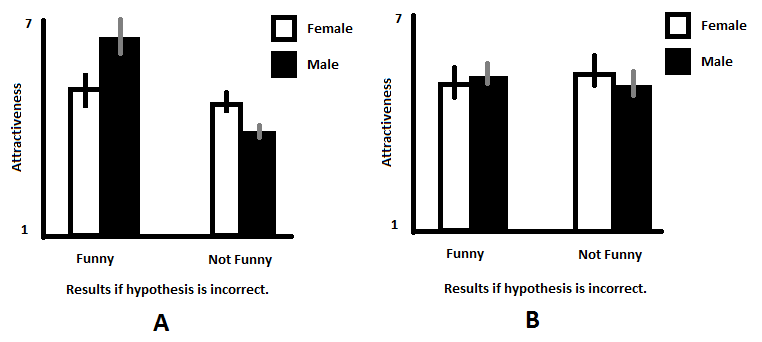 7
Female
Male
Attractiveness
1
Funny
Not Funny
Results if hypothesis is incorrect.
A
7
Female
Male
Attractiveness
1
Funny
Not Funny
Results if hypothesis is incorrect.
B